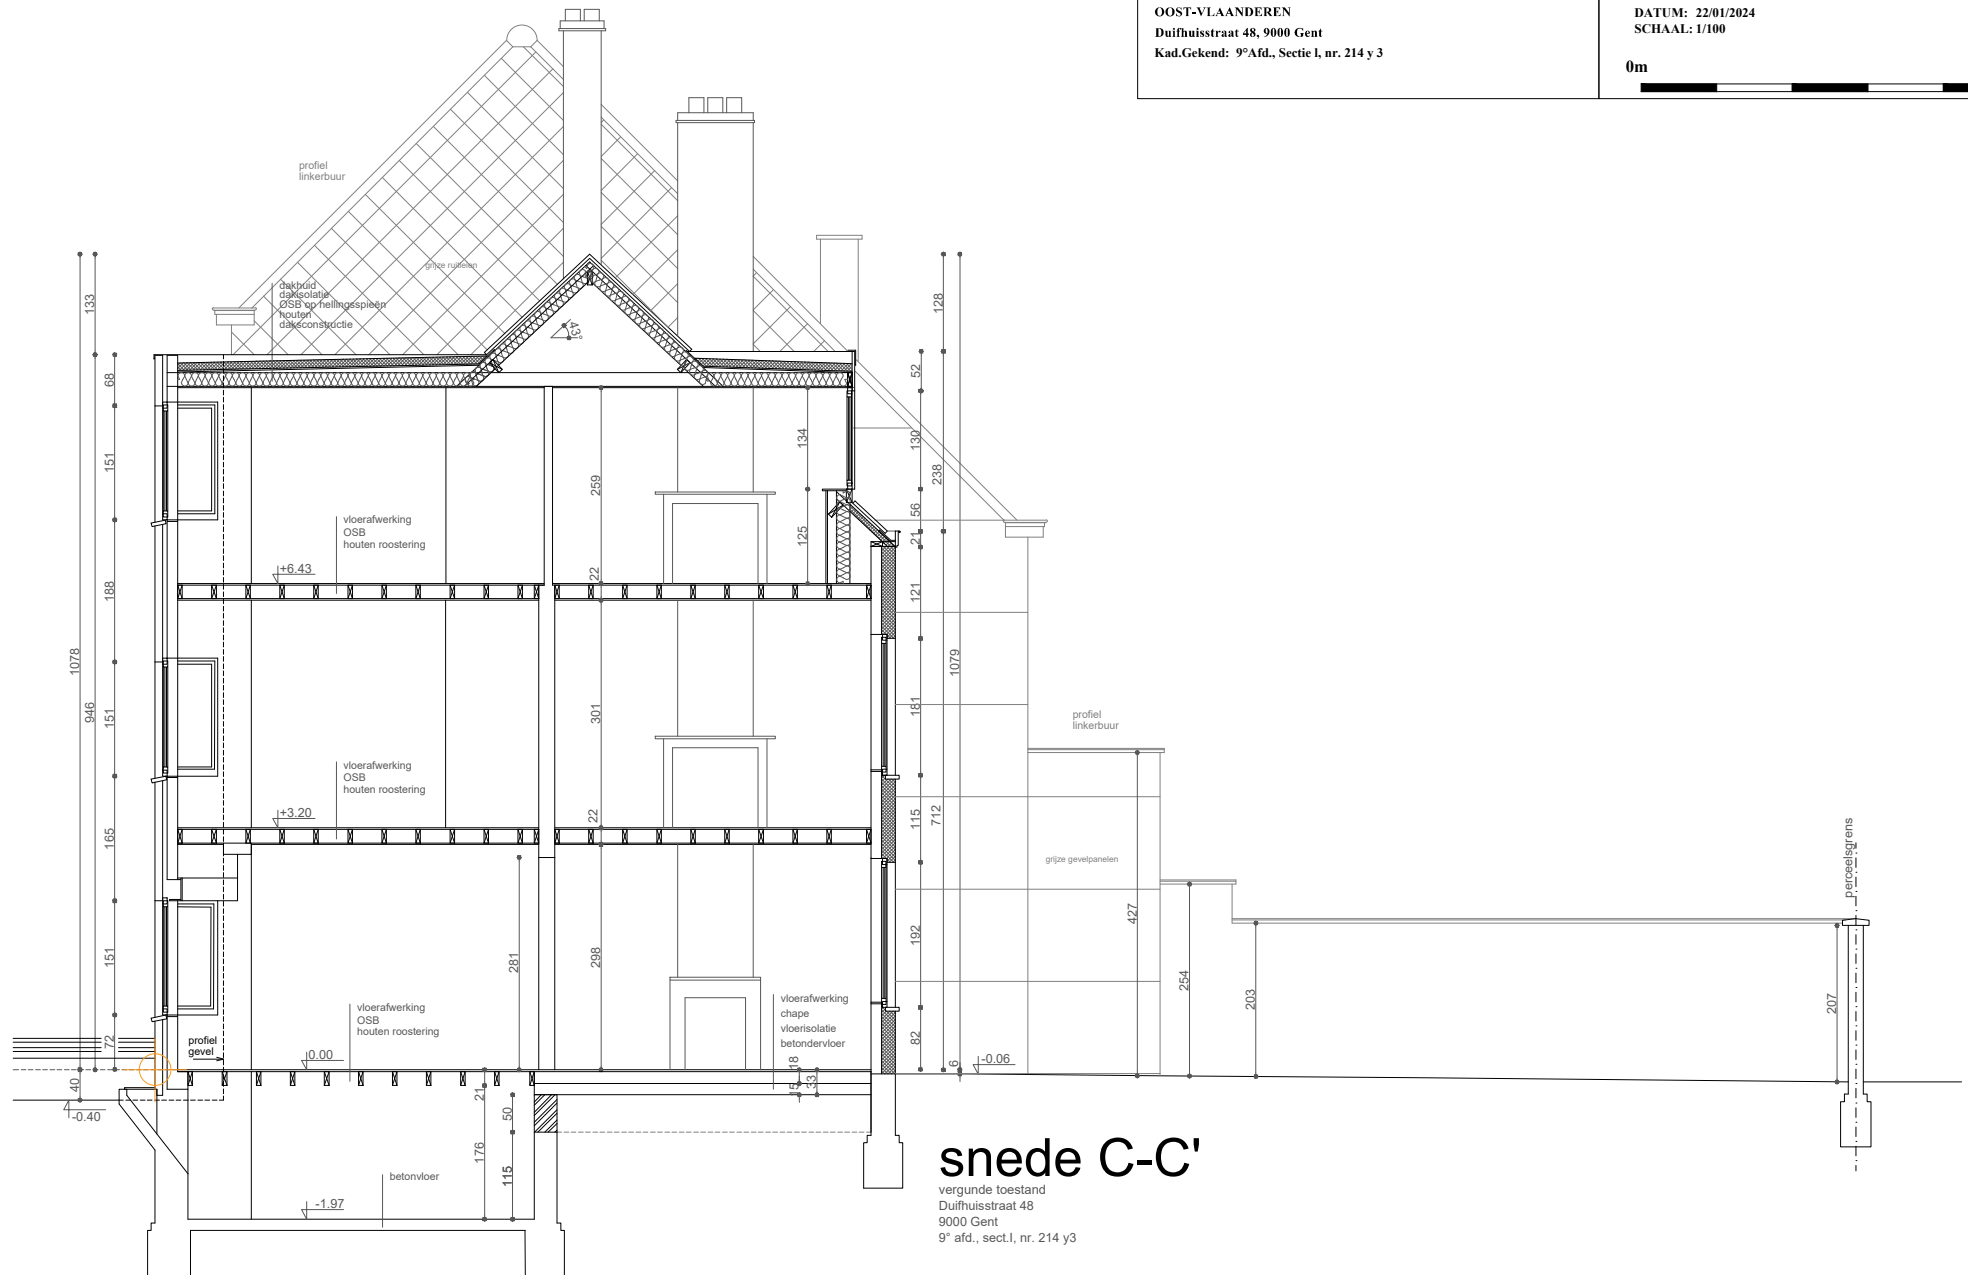 OOST-VLAANDEREN
Duifhuisstraat 48, 9000 Gent
Kad.Gekend: 9°Afd., Sectie l, nr. 214 y 3
DATUM: 22/01/2024
SCHAAL: 1/100
0m
profiel
linkerbuur
grijze ruitleien
dakhuid
dakisolatie
OSB op hellingsspieën
houten
daksconstructie
43°
133
68
151
188
151
165
151
72
40
1078
946
-0.40
128
52
130
238
56
21
121
181
1079
115
712
192
82
6
-0.06
134
125
259
22
301
22
298
281
vloerafwerking
OSB
houten roostering
+6.43
vloerafwerking
OSB
houten roostering
+3.20
vloerafwerking
OSB
houten roostering
0.00
profiel
gevel
vloerafwerking
chape
vloerisolatie
betondervloer
18
15
33
21
50
176
115
betonvloer
-1.97
profiel
linkerbuur
grijze gevelpanelen
427
254
203
207
perceelsgrens
snede C-C'
vergunde toestand
Duifhuisstraat 48
9000 Gent
9° afd., sect.I, nr. 214 y3